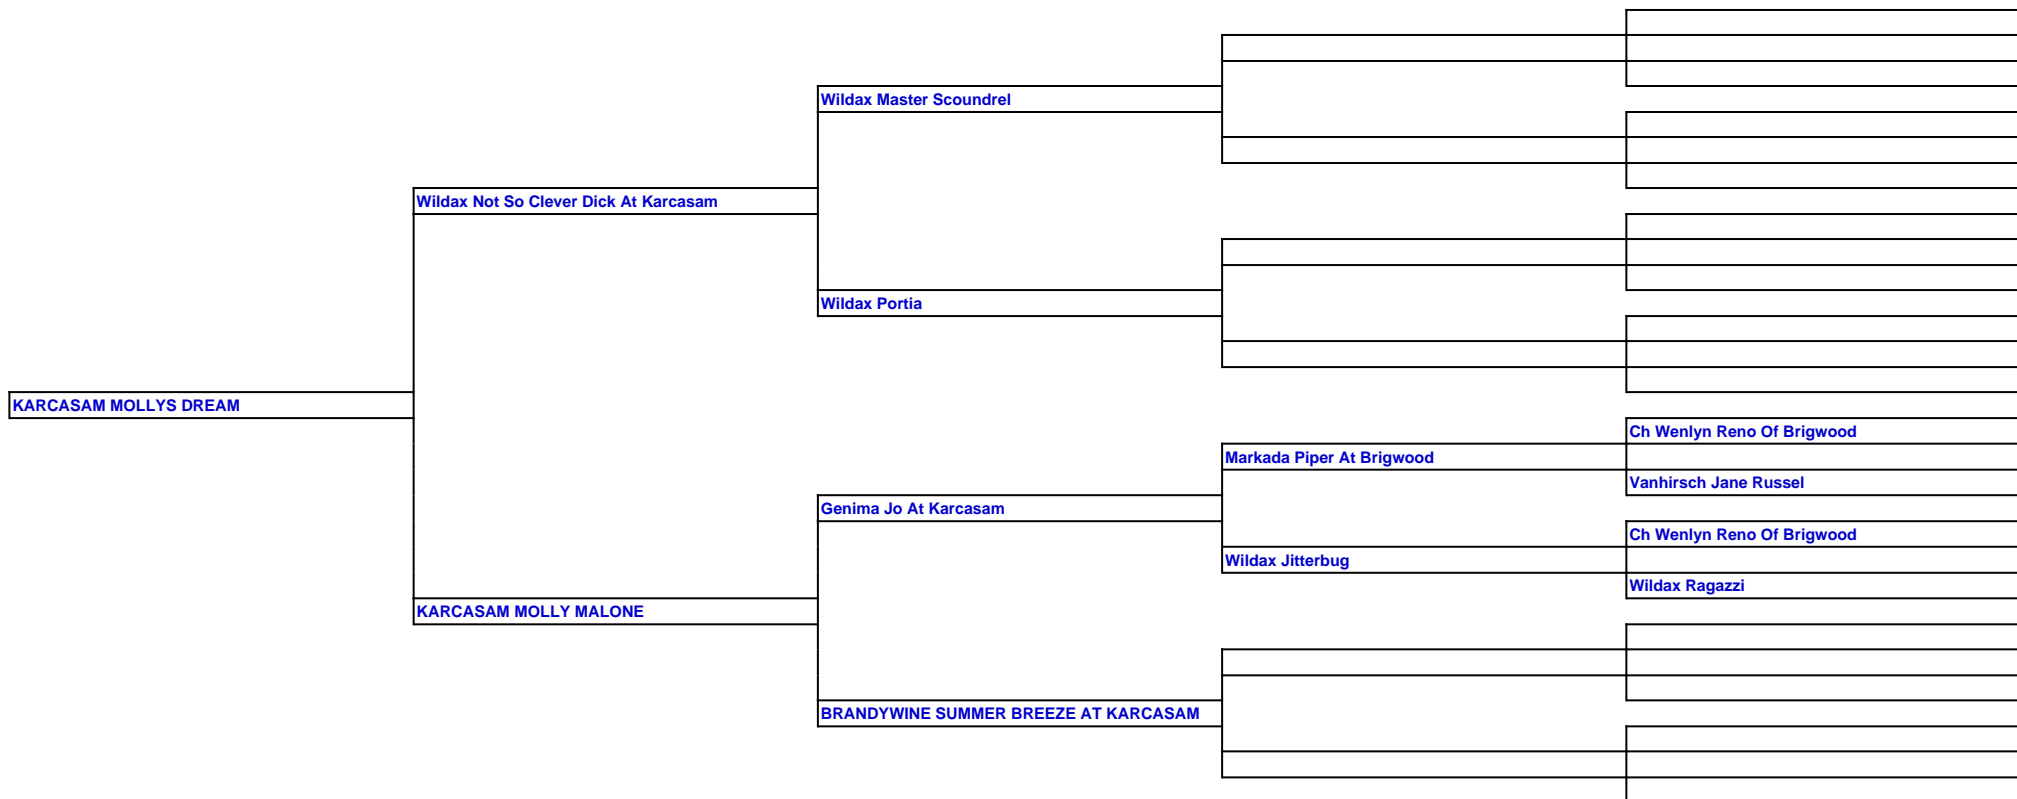 Wildax Master Scoundrel
Wildax Not So Clever Dick At Karcasam
Wildax Portia
KARCASAM MOLLYS DREAM
Ch Wenlyn Reno Of Brigwood
Markada Piper At Brigwood
Vanhirsch Jane Russel
Genima Jo At Karcasam
Ch Wenlyn Reno Of Brigwood
Wildax Jitterbug
Wildax Ragazzi
KARCASAM MOLLY MALONE
BRANDYWINE SUMMER BREEZE AT KARCASAM